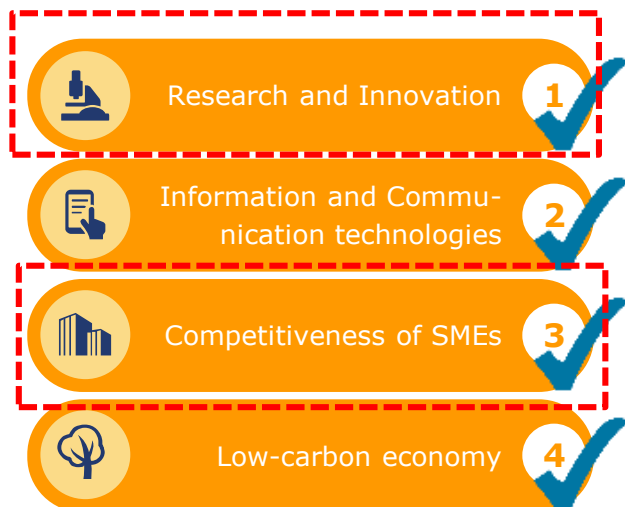 Research and Innovation 1
Information and Commu-
nication technologies 2
Competitiveness of SMEs 3
Low-carbon economy 4